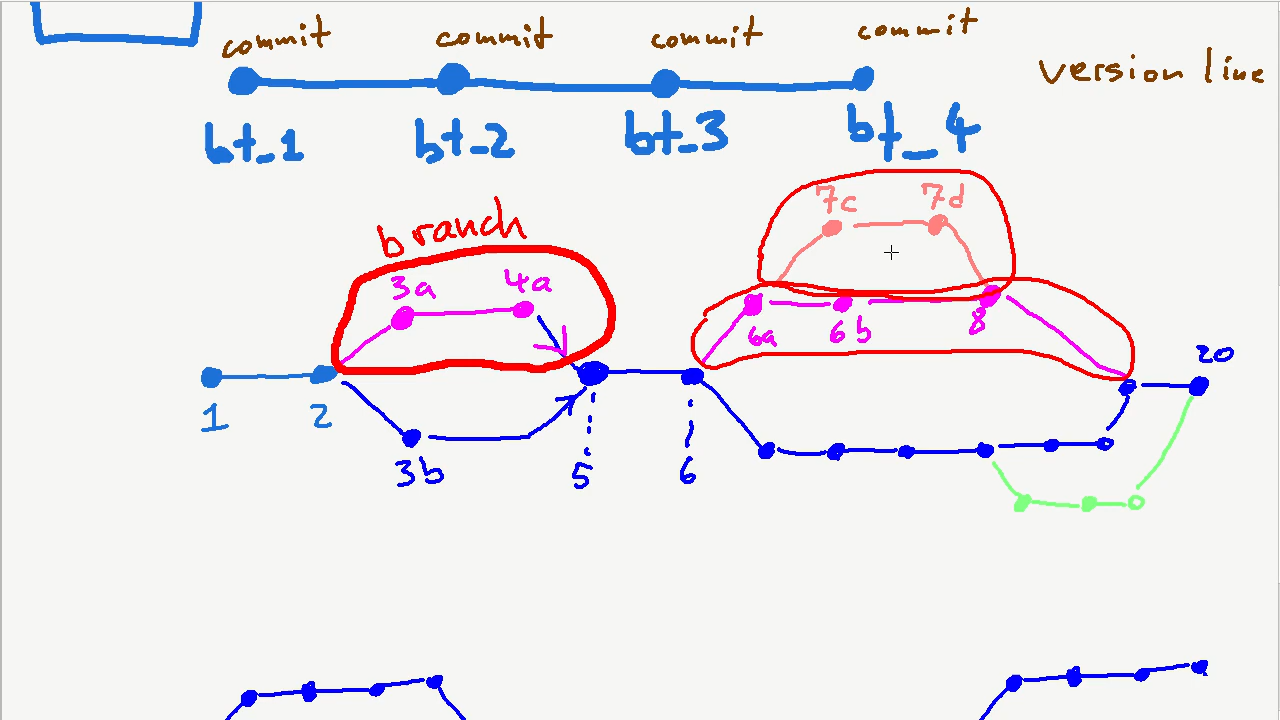 commit commit commit commit
version line
bt_1 bt_2 bt_3 bt_4
7c 7d
branch
3a 4a
6a 6b 8
20
1 2
3b 5 6